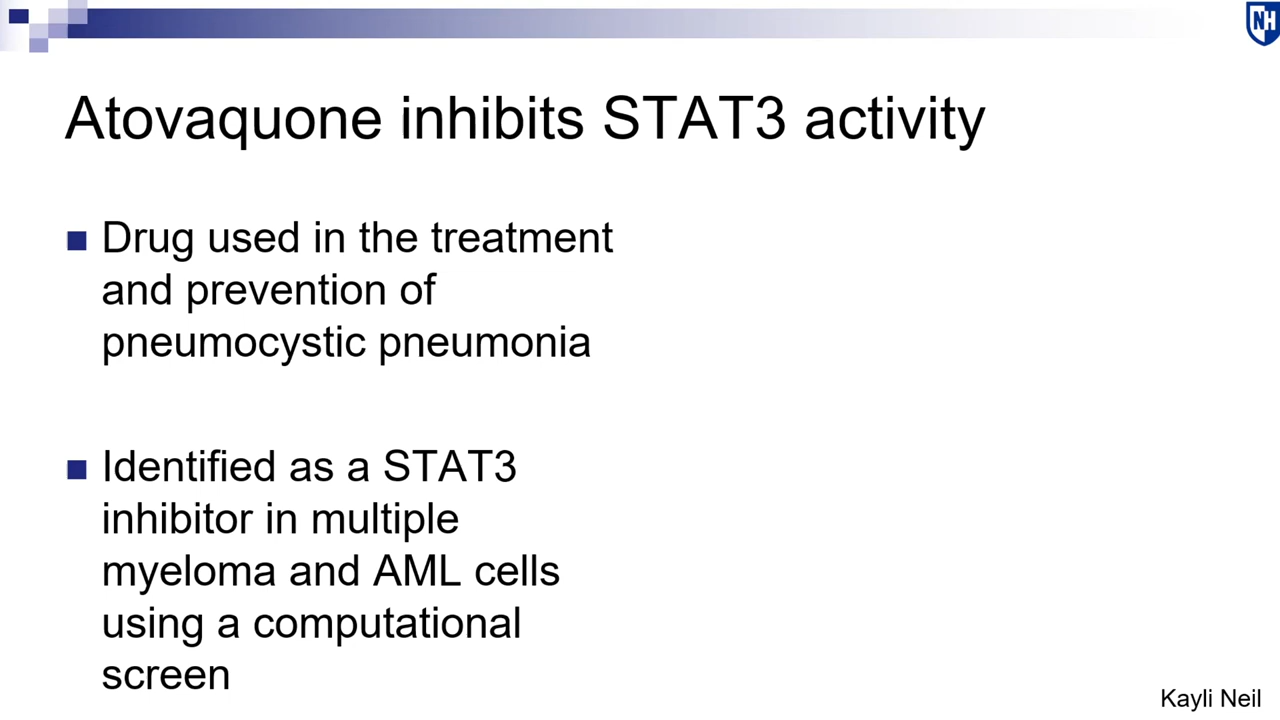 NH
Atovaquone inhibits STAT3 activity
Drug used in the treatment
and prevention of
pneumocystic pneumonia
Identified as a STAT3
inhibitor in multiple
myeloma and AML cells
using a computational
screen
Kayli Neil